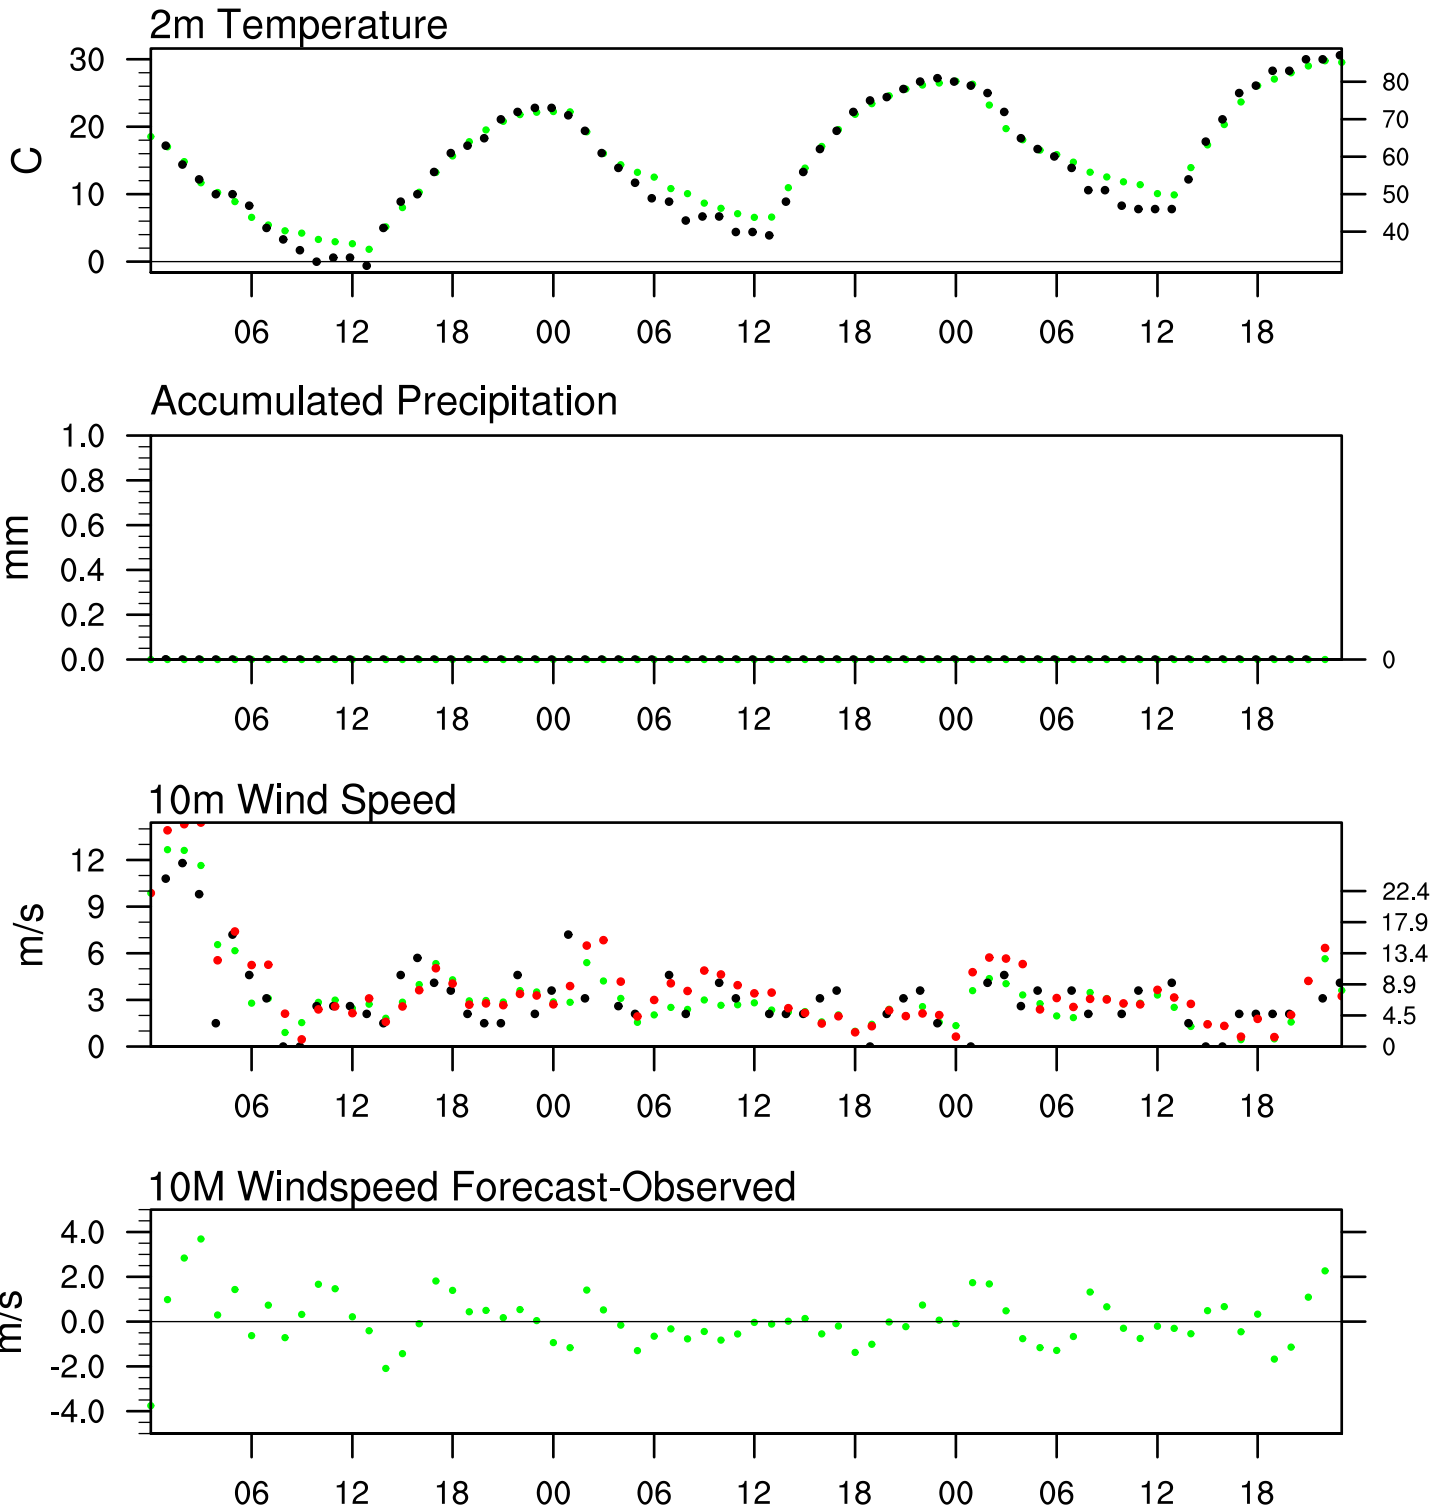 2m Temperature
30
20
10
0
C
80
70
60
50
40
06 12 18 00 06 12 18 00 06 12 18
Accumulated Precipitation
1.0
0.8
0.6
0.4
0.2
0.0
mm
0
06 12 18 00 06 12 18 00 06 12 18
10m Wind Speed
12
9
6
3
0
m/s
22.4
17.9
13.4
8.9
4.5
0
06 12 18 00 06 12 18 00 06 12 18
10M Windspeed Forecast-Observed
4.0
2.0
0.0
-2.0
-4.0
m/s
06 12 18 00 06 12 18 00 06 12 18